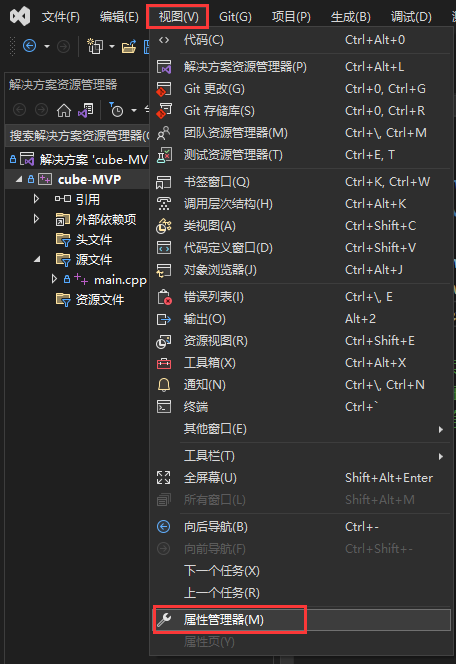 文件(F) 编辑(E) 视图(V) Git(G) 项目(P) 生成(B) 调试(D)
解决方案资源管理器
搜索解决方案资源管理器(C
解决方案 'cube-MV
cube-MVP
引用
外部依赖项
头文件
源文件
main.cpp
资源文件
代码(C) Ctrl+Alt+0
解决方案资源管理器(P) Ctrl+Alt+L
Git 更改(G) Ctrl+0, Ctrl+G
Git 存储库(S) Ctrl+0, Ctrl+R
团队资源管理器(M) Ctrl+\, Ctrl+M
测试资源管理器(T) Ctrl+E, T
书签窗口(Q) Ctrl+K, Ctrl+W
调用层次结构(H) Ctrl+Alt+K
类视图(A) Ctrl+Shift+C
代码定义窗口(D) Ctrl+Shift+V
对象浏览器(J) Ctrl+Alt+J
错误列表(I) Ctrl+\, E
输出(O) Alt+2
资源视图(R) Ctrl+Shift+E
工具箱(X) Ctrl+Alt+X
通知(N) Ctrl+\, Ctrl+N
终端 Ctrl+`
其他窗口(E)
工具栏(T)
全屏幕(U) Shift+Alt+Enter
所有窗口(L) Shift+Alt+M
向后导航(B) Ctrl+-
向前导航(F) Ctrl+Shift+-
下一个任务(X)
上一个任务(R)
属性管理器(M)
属性页(Y)